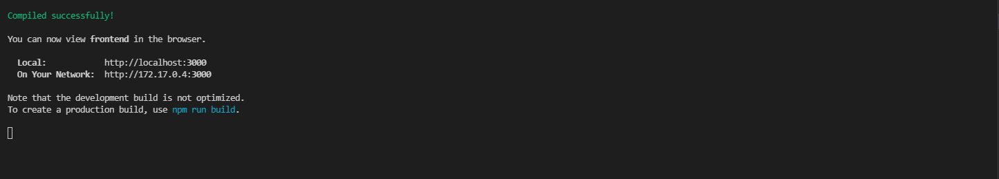 Compiled successfully!
You can now view frontend in the browser.
Local: http://localhost:3000
On Your Network: http://172.17.0.4:3000
Note that the development build is not optimized.
To create a production build, use npm run build.